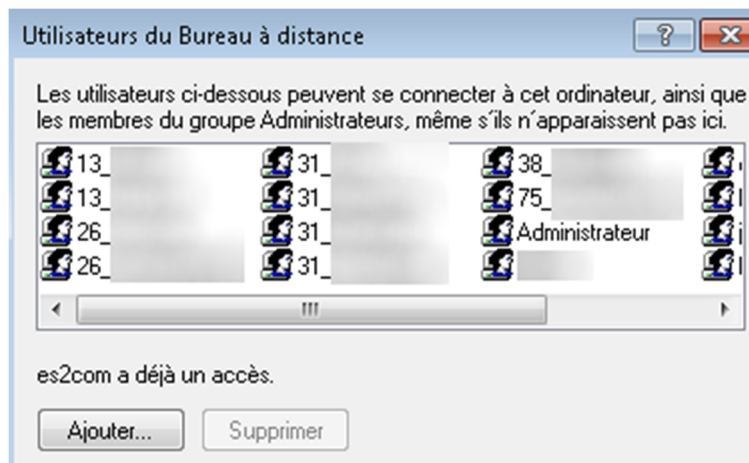 Utilisateurs du Bureau à distance
Les utilisateurs ci-dessous peuvent se connecter à cet ordinateur, ainsi que
les membres du groupe Administrateurs, même s´ils n´apparaissent pas ici.
13_ 31_ 38_
13_ 31_ 75_
26_ 31_ Administrateur
26_ 31_
es2com a déjà un accès.
Ajouter... Supprimer